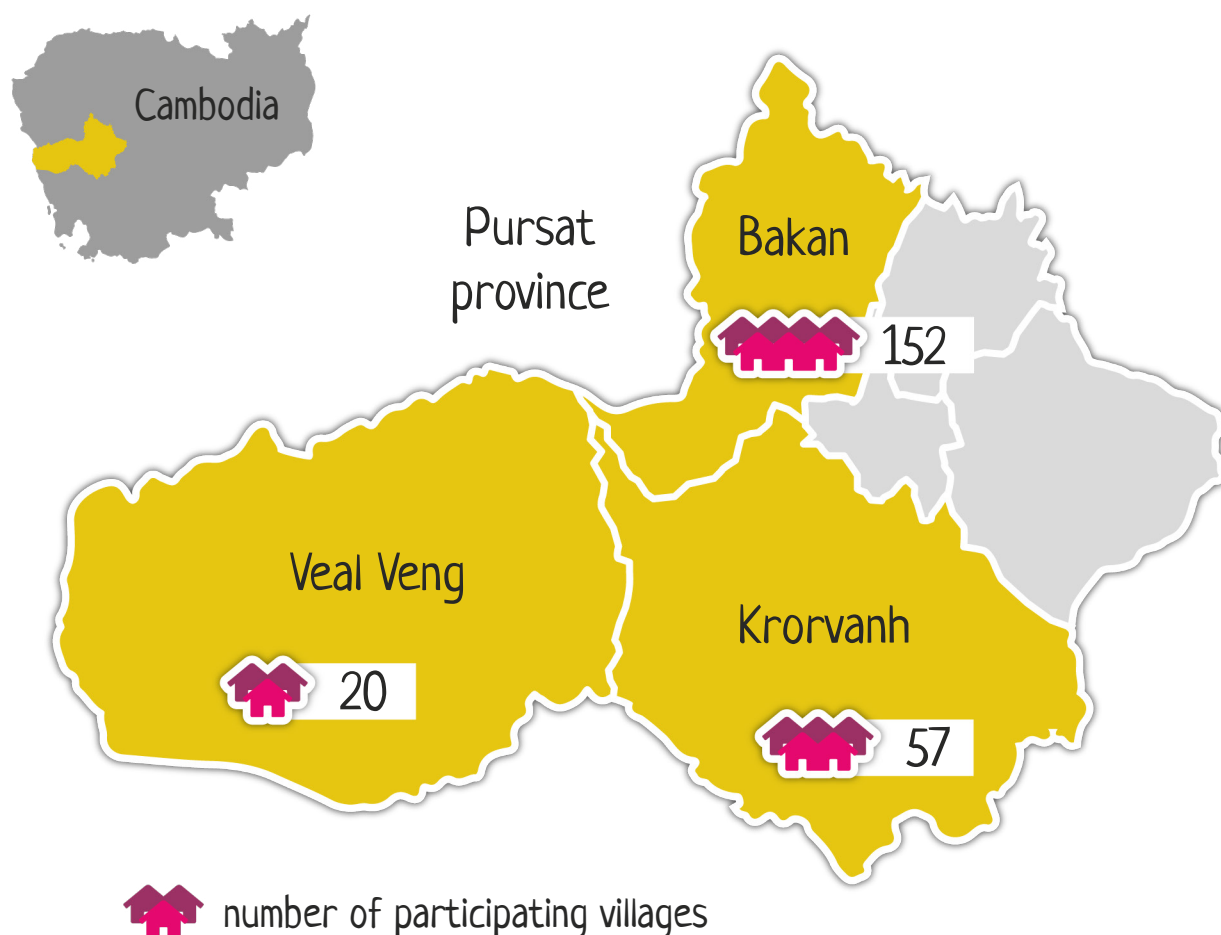 Cambodia
Pursat
province
Bakan
152
Veal Veng
20
Krorvanh
57
number of participating villages